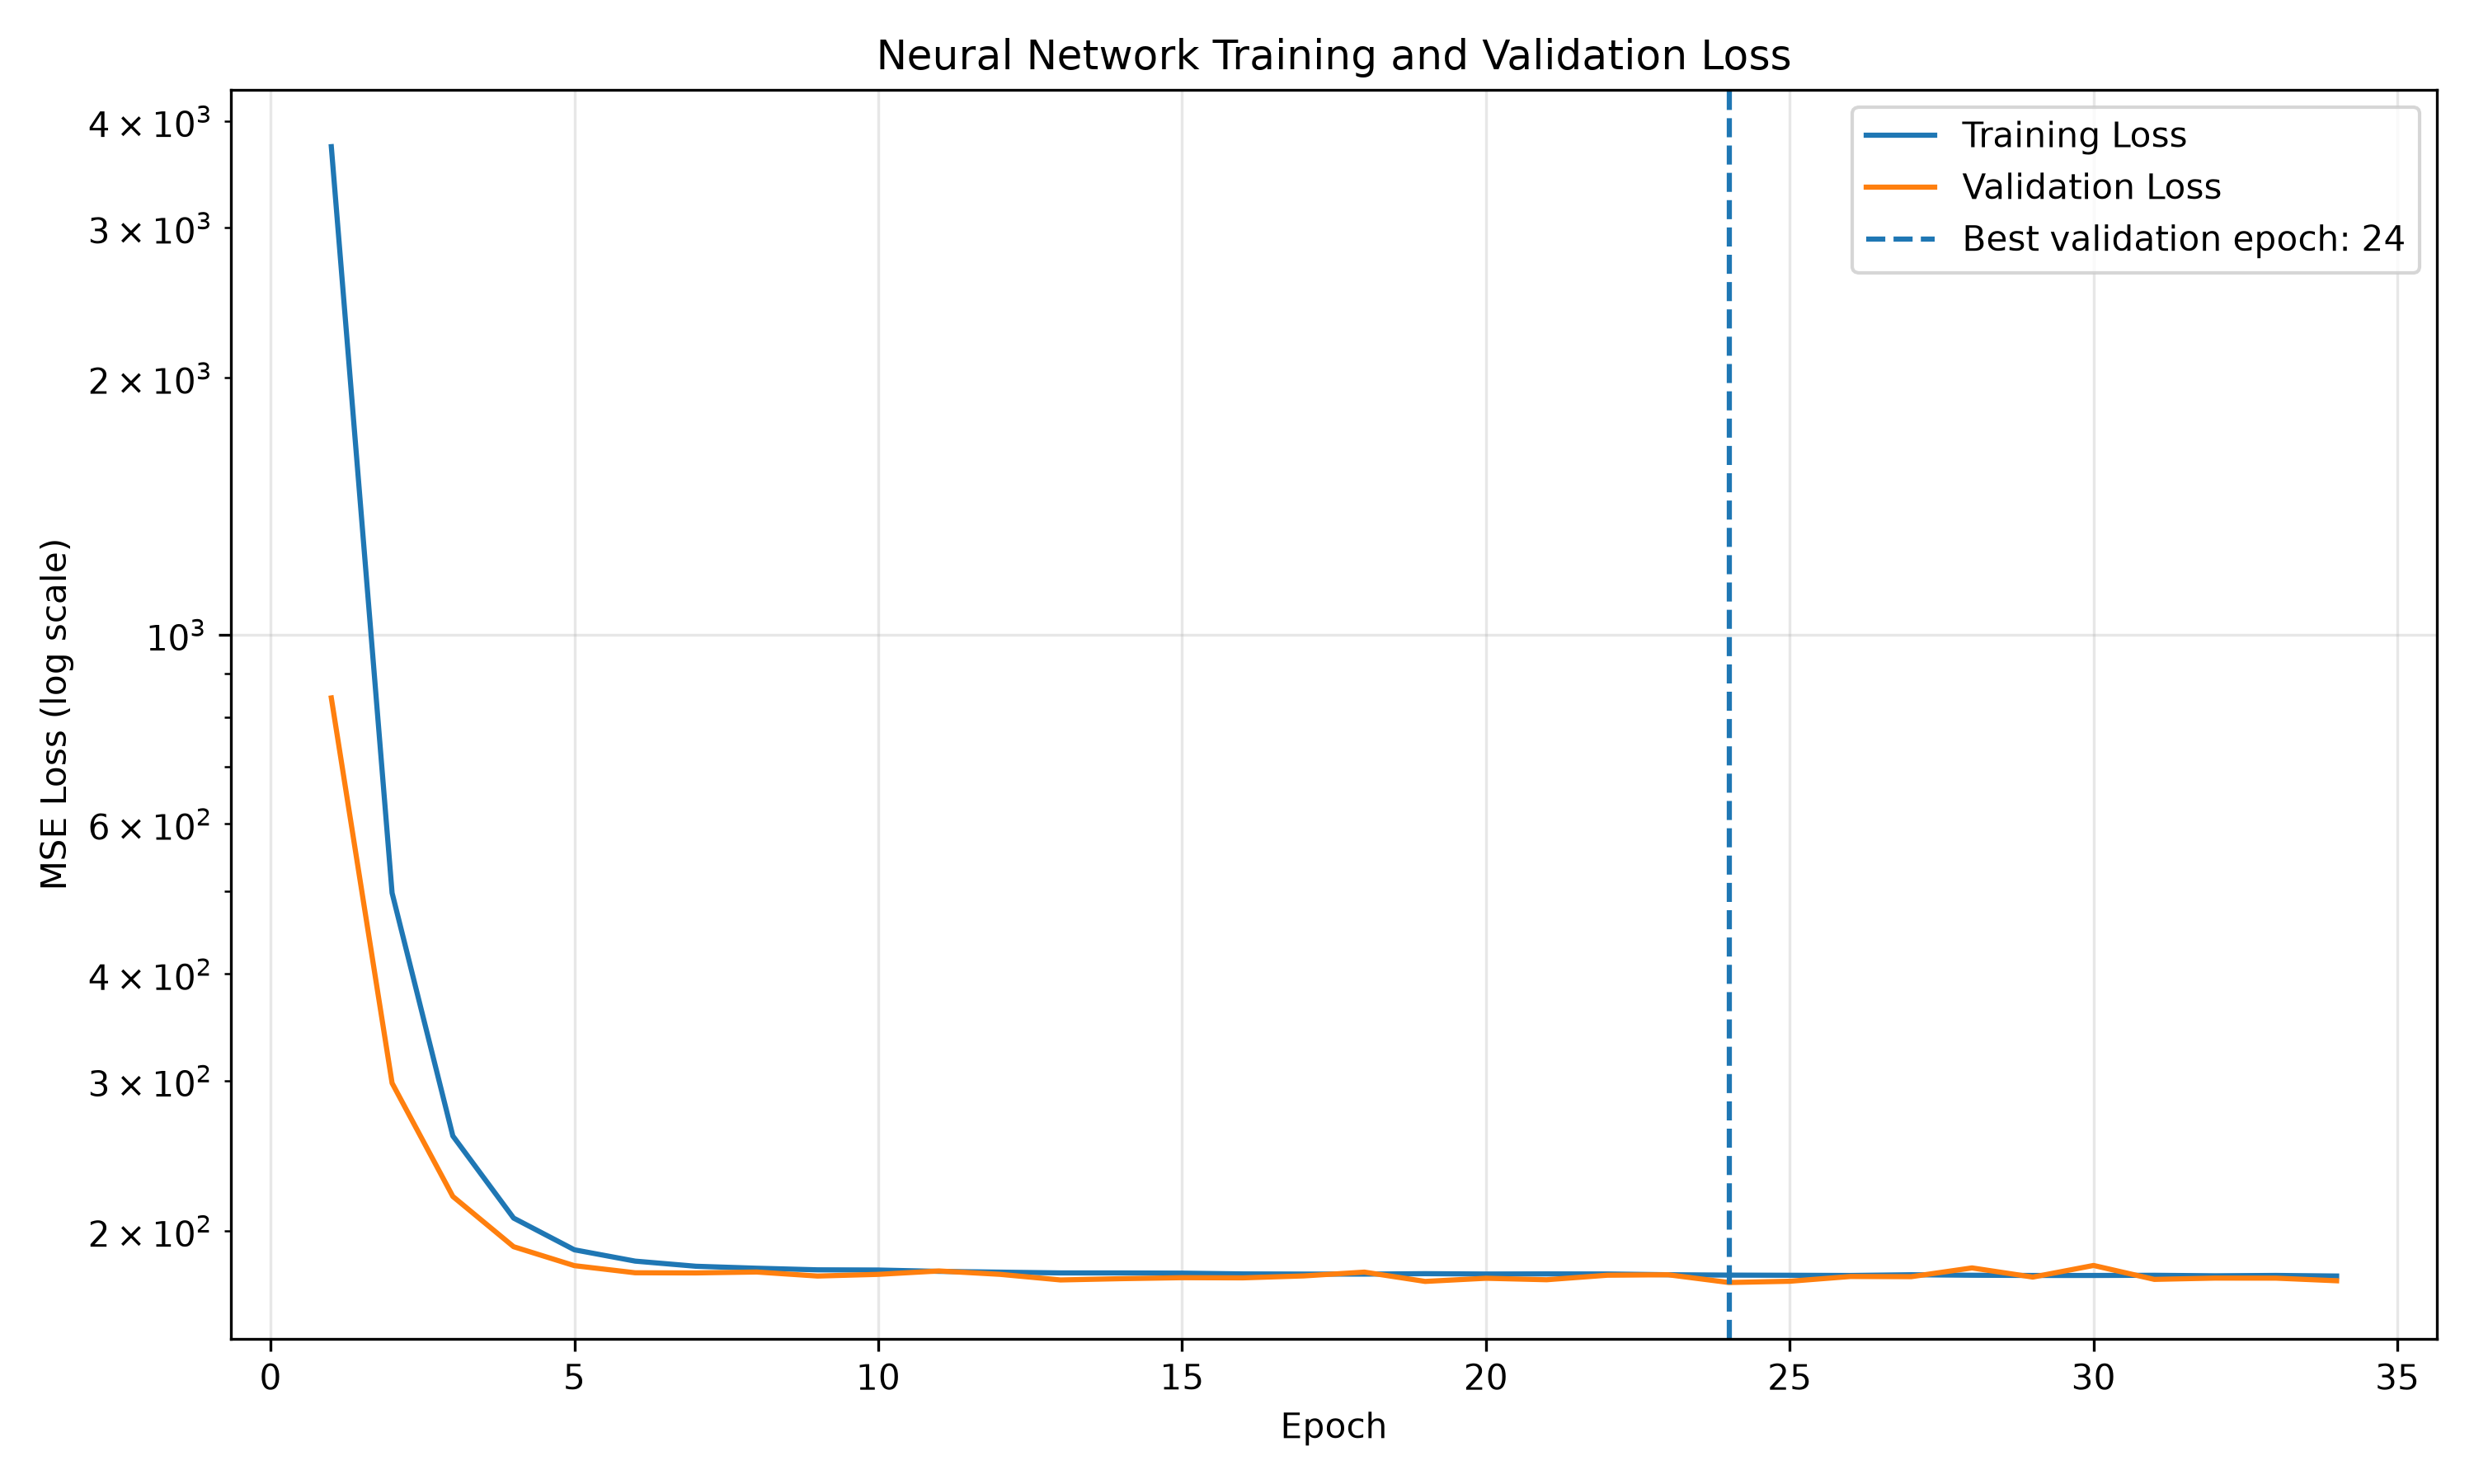 Neural Network Training and Validation Loss
Training Loss
Validation Loss
Best validation epoch: 24
MSE Loss (log scale)
4 × 10³
3 × 10³
2 × 10³
10³
6 × 10²
4 × 10²
3 × 10²
2 × 10²
0 5 10 15 20 25 30 35
Epoch